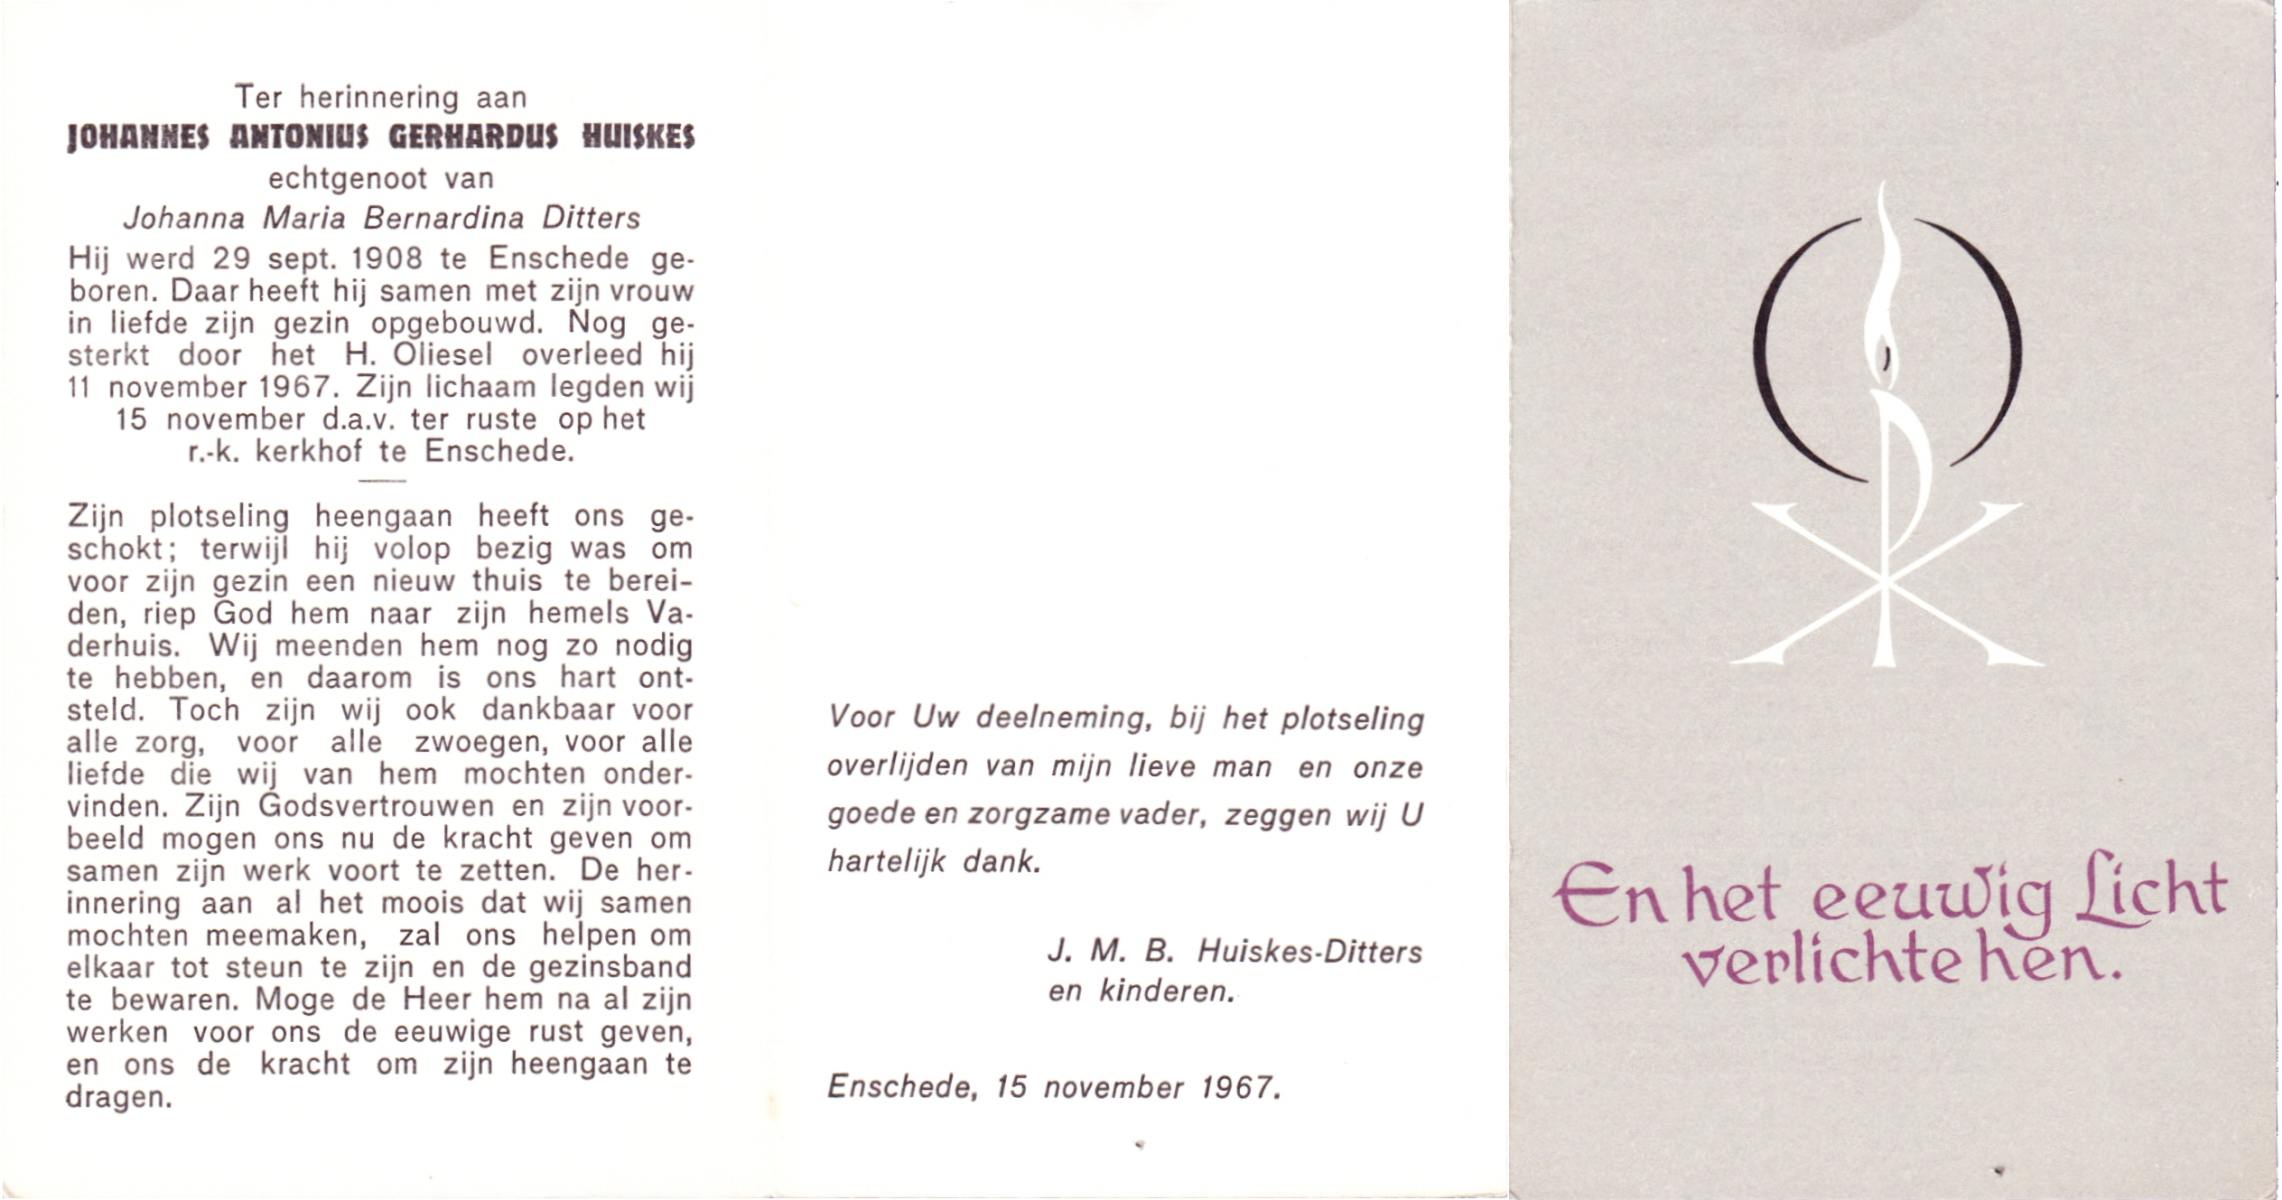 Ter herinnering aan
JOHANNES ANTONIUS GERHARDUS HUISKES
echtgenoot van
Johanna Maria Bernardina Ditters
Hij werd 29 sept. 1908 te Enschede ge-
boren. Daar heeft hij samen met zijn vrouw
in liefde zijn gezin opgebouwd. Nog ge-
sterkt door het H. Oliesel overleed hij
11 november 1967. Zijn lichaam legden wij
15 november d.a.v. ter ruste op het
r.-k. kerkhof te Enschede.
Zijn plotseling heengaan heeft ons ge-
schokt; terwijl hij volop bezig was om
voor zijn gezin een nieuw thuis te berei-
den, riep God hem naar zijn hemels Va-
derhuis. Wij meenden hem nog zo nodig
te hebben, en daarom is ons hart ont-
steld. Toch zijn wij ook dankbaar voor
alle zorg, voor alle zwoegen, voor alle
liefde die wij van hem mochten onder-
vinden. Zijn Godsvertrouwen en zijn voor-
beeld mogen ons nu de kracht geven om
samen zijn werk voort te zetten. De her-
innering aan al het moois dat wij samen
mochten meemaken, zal ons helpen om
elkaar tot steun te zijn en de gezinsband
te bewaren. Moge de Heer hem na al zijn
werken voor ons de eeuwige rust geven,
en ons de kracht om zijn heengaan te
dragen.
Voor Uw deelneming, bij het plotseling
overlijden van mijn lieve man en onze
goede en zorgzame vader, zeggen wij U
hartelijk dank.
J. M. B. Huiskes-Ditters
en kinderen.
Enschede, 15 november 1967.
En het eeuwig Licht
verlichte hen.